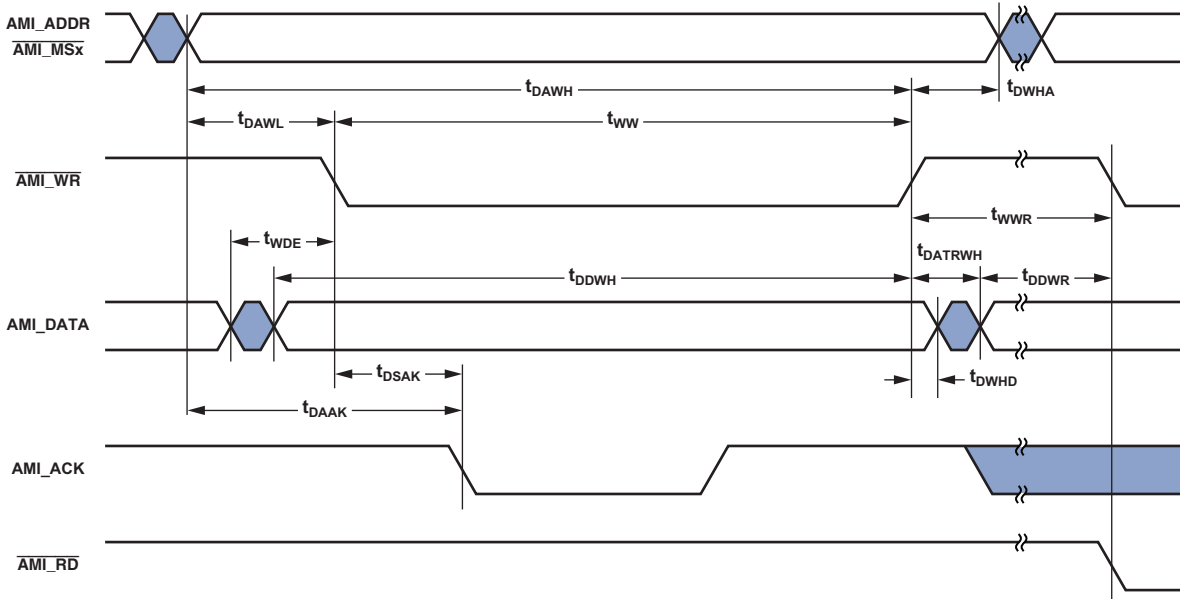 AMI_ADDR
AMI_MSx
tDAWH
tDWHA
tDAWL
tWW
AMI_WR
tWWR
tWDE
tDATRWH
tDDWH
tDDWR
AMI_DATA
tDSAK
tDWHD
tDAAK
AMI_ACK
AMI_RD